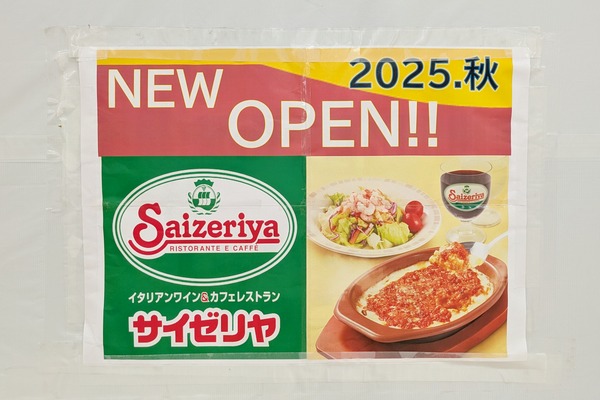 2025.秋
NEW
OPEN!!
Saizeriya
RISTORANTE E CAFFÈ
イタリアンワイン&カフェレストラン
サイゼリヤ
Saizeriya